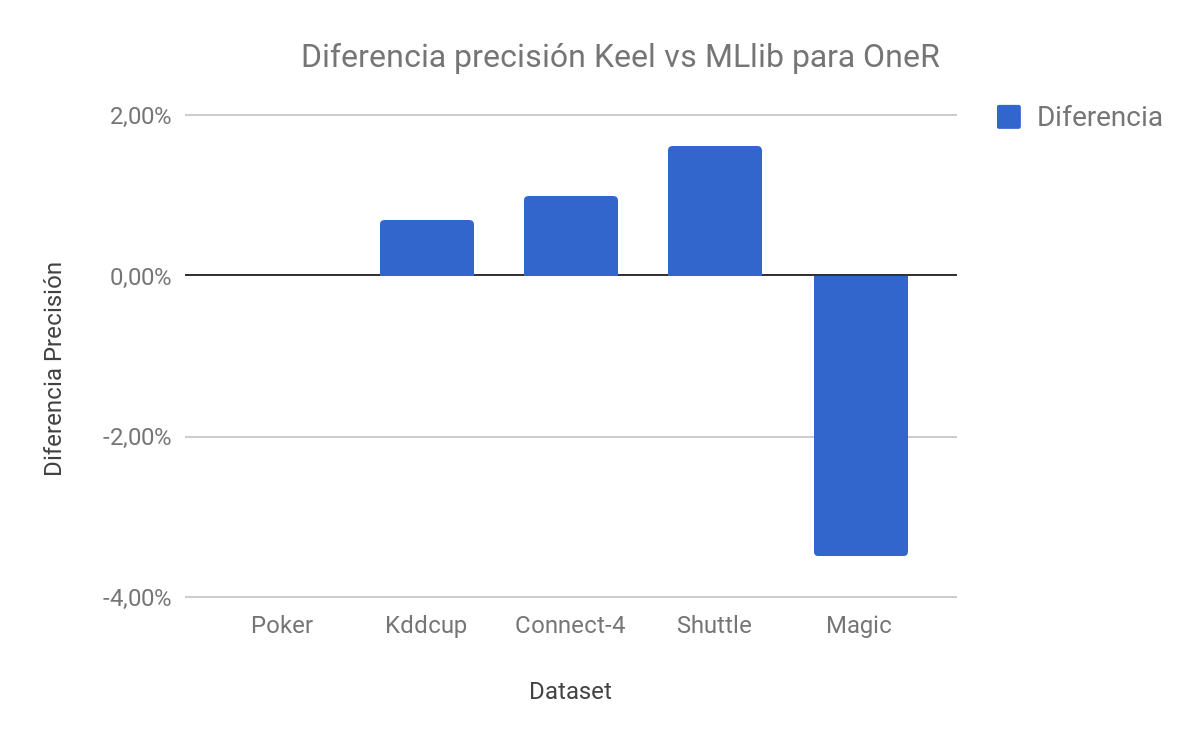 Diferencia precisión Keel vs MLlib para OneR
Diferencia
2,00%
0,00%
-2,00%
-4,00%
Diferencia Precisión
Poker Kddcup Connect-4 Shuttle Magic
Dataset